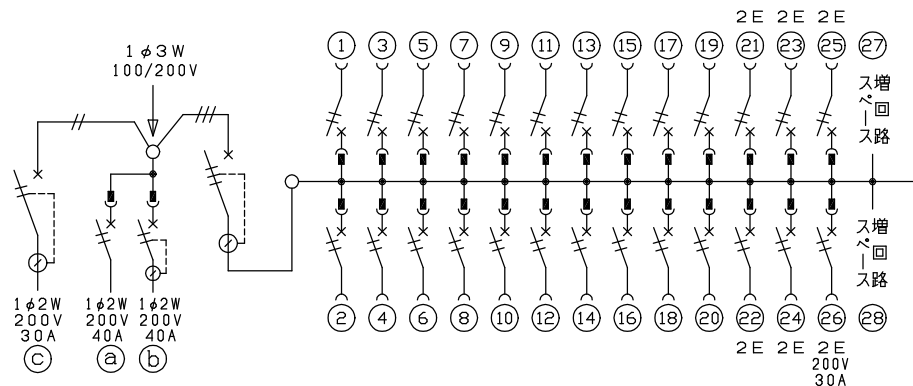 2E 2E 2E
① ③ ⑤ ⑦ ⑨ ⑪ ⑬ ⑮ ⑰ ⑲ ㉑ ㉓ ㉕ ㉗
1φ3W
100/200V
増回路
スペース
増回路
スペース
1φ2W
200V
30A
ⓒ
1φ2W
200V
40A
ⓐ
1φ2W
200V
40A
ⓑ
② ④ ⑥ ⑧ ⑩ ⑫ ⑭ ⑯ ⑱ ⑳ ㉒ ㉔ ㉖ ㉘
2E 2E 2E
200V
30A